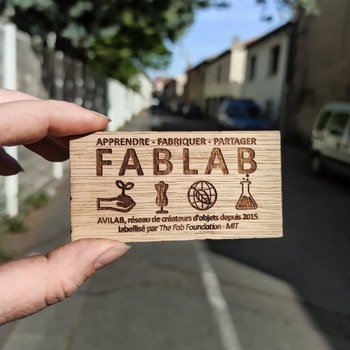 APPRENDRE - FABRIQUER - PARTAGER
FABLAB
AVILAB, réseau de créateurs d'objets depuis 2015
labellisé par The Fab Foundation - MIT